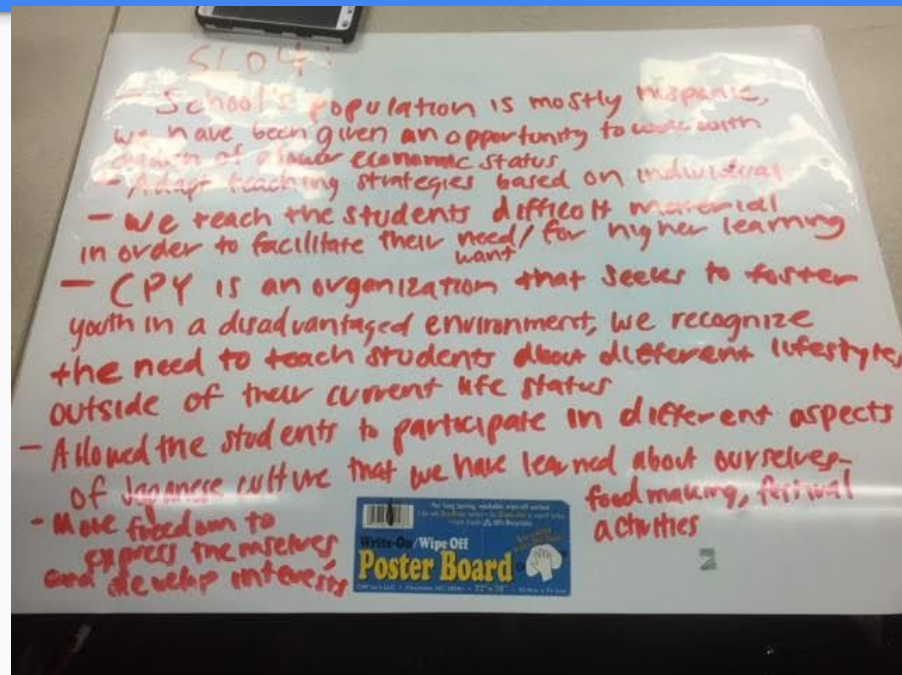 SLO4:
- School's population is mostly hispanic,
we have been given an opportunity to work with
children of a lower economic status
- Adapt teaching strategies based on individual
- We teach the students difficolt material
in order to facilitate their need/want for higher learning
- CPY is an organization that seeks to foster
youth in a disadvantaged environment, we recognize
the need to teach students about different lifestyles
outside of their current life status
- Allowed the students to participate in different aspects
of Japanese culture that we have learned about ourselves-
food making, festival
activities
- More freedom to
express themselves
and develop interests
Write-On/Wipe Off
Poster Board